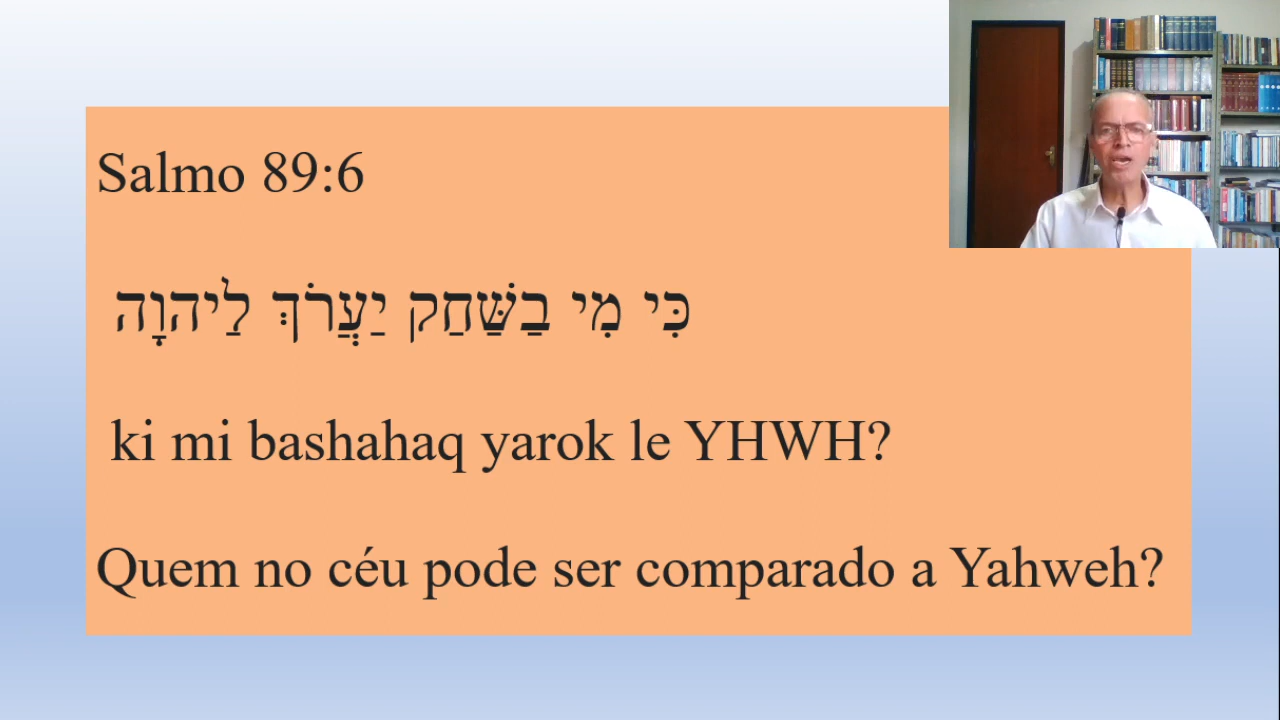 Salmo 89:6
כִּי מִי בַשַּׁחַק יַעֲרֹךְ לַיהוָה
ki mi bashahaq yarok le YHWH?
Quem no céu pode ser comparado a Yahweh?